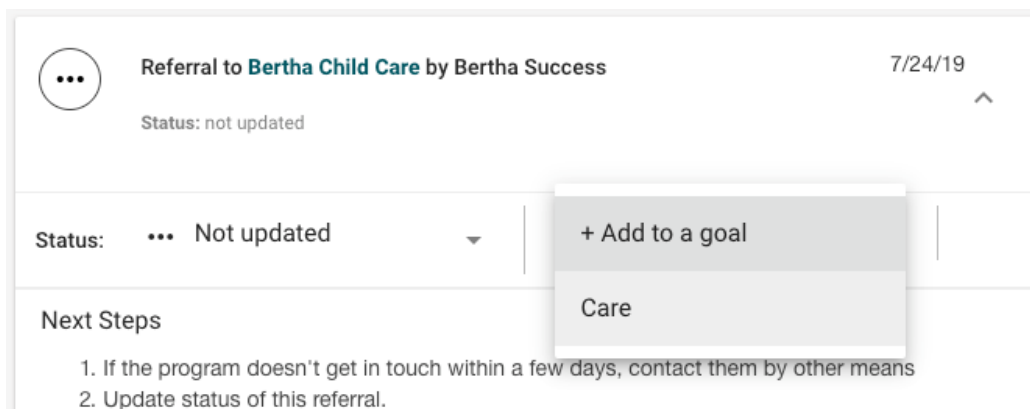 Referral to Bertha Child Care by Bertha Success
7/24/19
Status: not updated
Status: ••• Not updated
+ Add to a goal
Care
Next Steps
1. If the program doesn't get in touch within a few days, contact them by other means
2. Update status of this referral.